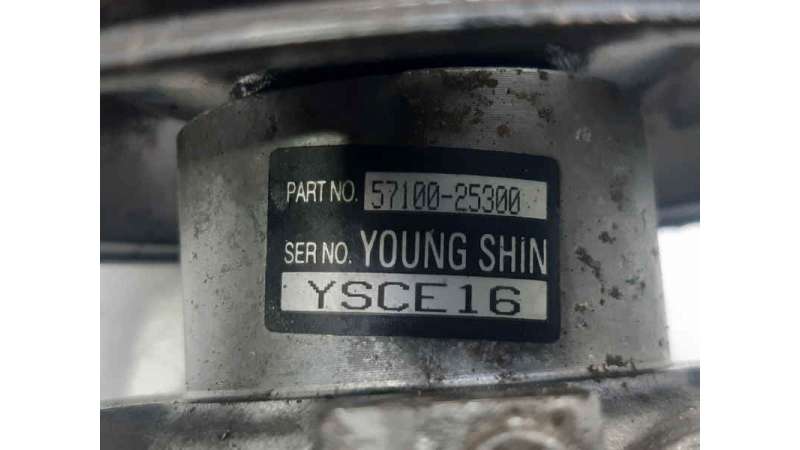 PART NO. 57100-25300
SER NO. YOUNG SHIN
YSCE16